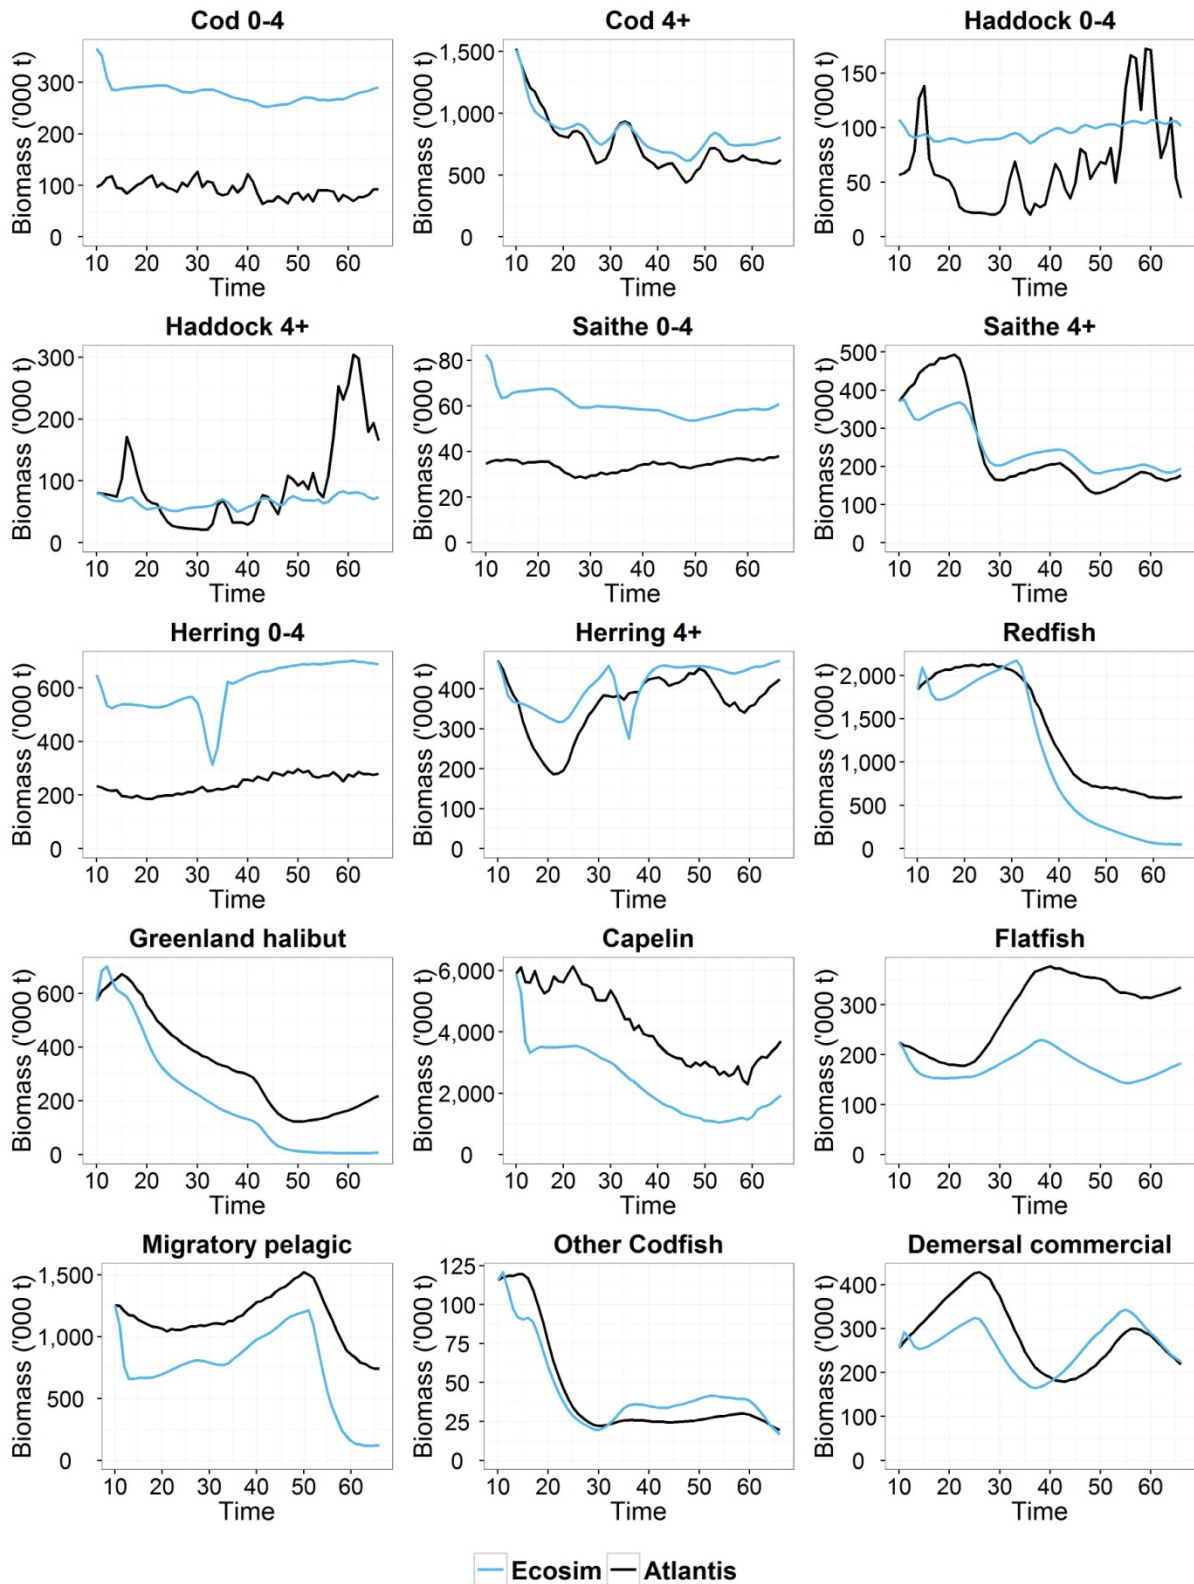 Cod 0-4 Cod 4+ Haddock 0-4
Biomass ('000 t) 300 200 100 0 Biomass ('000 t) 1,500 1,000 500 0 Biomass ('000 t) 150 100 50 0
10 20 30 40 50 60 10 20 30 40 50 60 10 20 30 40 50 60
Time Time Time
Haddock 4+ Saithe 0-4 Saithe 4+
Biomass ('000 t) 300 200 100 0 Biomass ('000 t) 80 60 40 20 0 Biomass ('000 t) 500 400 300 200 100 0
10 20 30 40 50 60 10 20 30 40 50 60 10 20 30 40 50 60
Time Time Time
Herring 0-4 Herring 4+ Redfish
Biomass ('000 t) 600 400 200 0 Biomass ('000 t) 400 300 200 100 0 Biomass ('000 t) 2,000 1,500 1,000 500 0
10 20 30 40 50 60 10 20 30 40 50 60 10 20 30 40 50 60
Time Time Time
Greenland halibut Capelin Flatfish
Biomass ('000 t) 600 400 200 0 Biomass ('000 t) 6,000 4,000 2,000 0 Biomass ('000 t) 300 200 100 0
10 20 30 40 50 60 10 20 30 40 50 60 10 20 30 40 50 60
Time Time Time
Migratory pelagic Other Codfish Demersal commercial
Biomass ('000 t) 1,500 1,000 500 0 Biomass ('000 t) 125 100 75 50 25 0 Biomass ('000 t) 400 300 200 100 0
10 20 30 40 50 60 10 20 30 40 50 60 10 20 30 40 50 60
Time Time Time
Ecosim Atlantis